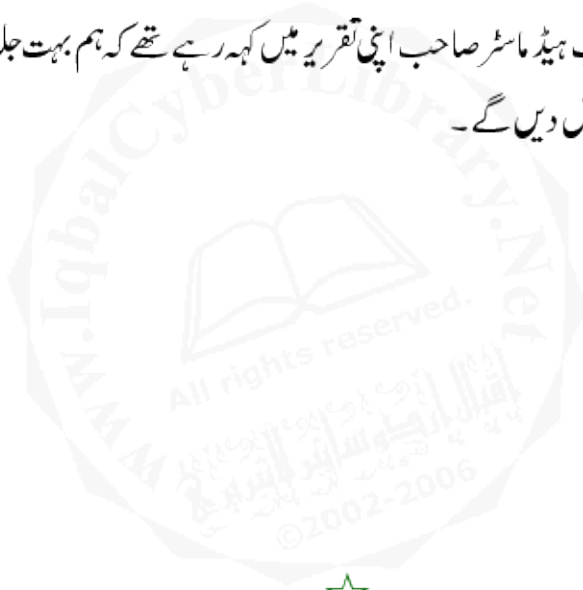 ہیڈ ماسٹر صاحب اپنی تقریر میں کہہ رہے تھے کہ ہم بہت
دیں گے ۔
www.IqbalCyberLibrary.Net
All rights reserved.
©2002-2006